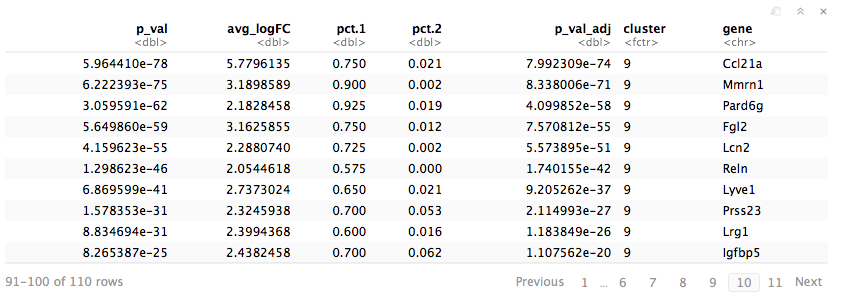 p_val avg_logFC pct.1 pct.2 p_val_adj cluster gene
<dbl> <dbl> <dbl> <dbl> <dbl> <fctr> <chr>
5.964410e-78 5.7796135 0.750 0.021 7.992309e-74 9 Ccl21a
6.222393e-75 3.1898589 0.900 0.002 8.338006e-71 9 Mmrn1
3.059591e-62 2.1828458 0.925 0.019 4.099852e-58 9 Pard6g
5.649860e-59 3.1625855 0.750 0.012 7.570812e-55 9 Fgl2
4.159623e-55 2.2880740 0.725 0.002 5.573895e-51 9 Lcn2
1.298623e-46 2.0544618 0.575 0.000 1.740155e-42 9 Reln
6.869599e-41 2.7373024 0.650 0.021 9.205262e-37 9 Lyve1
1.578353e-31 2.3245938 0.700 0.053 2.114993e-27 9 Prss23
8.834694e-31 2.3994368 0.600 0.016 1.183849e-26 9 Lrg1
8.265387e-25 2.4382458 0.700 0.062 1.107562e-20 9 Igfbp5
91-100 of 110 rows Previous 1 ... 6 7 8 9 10 11 Next